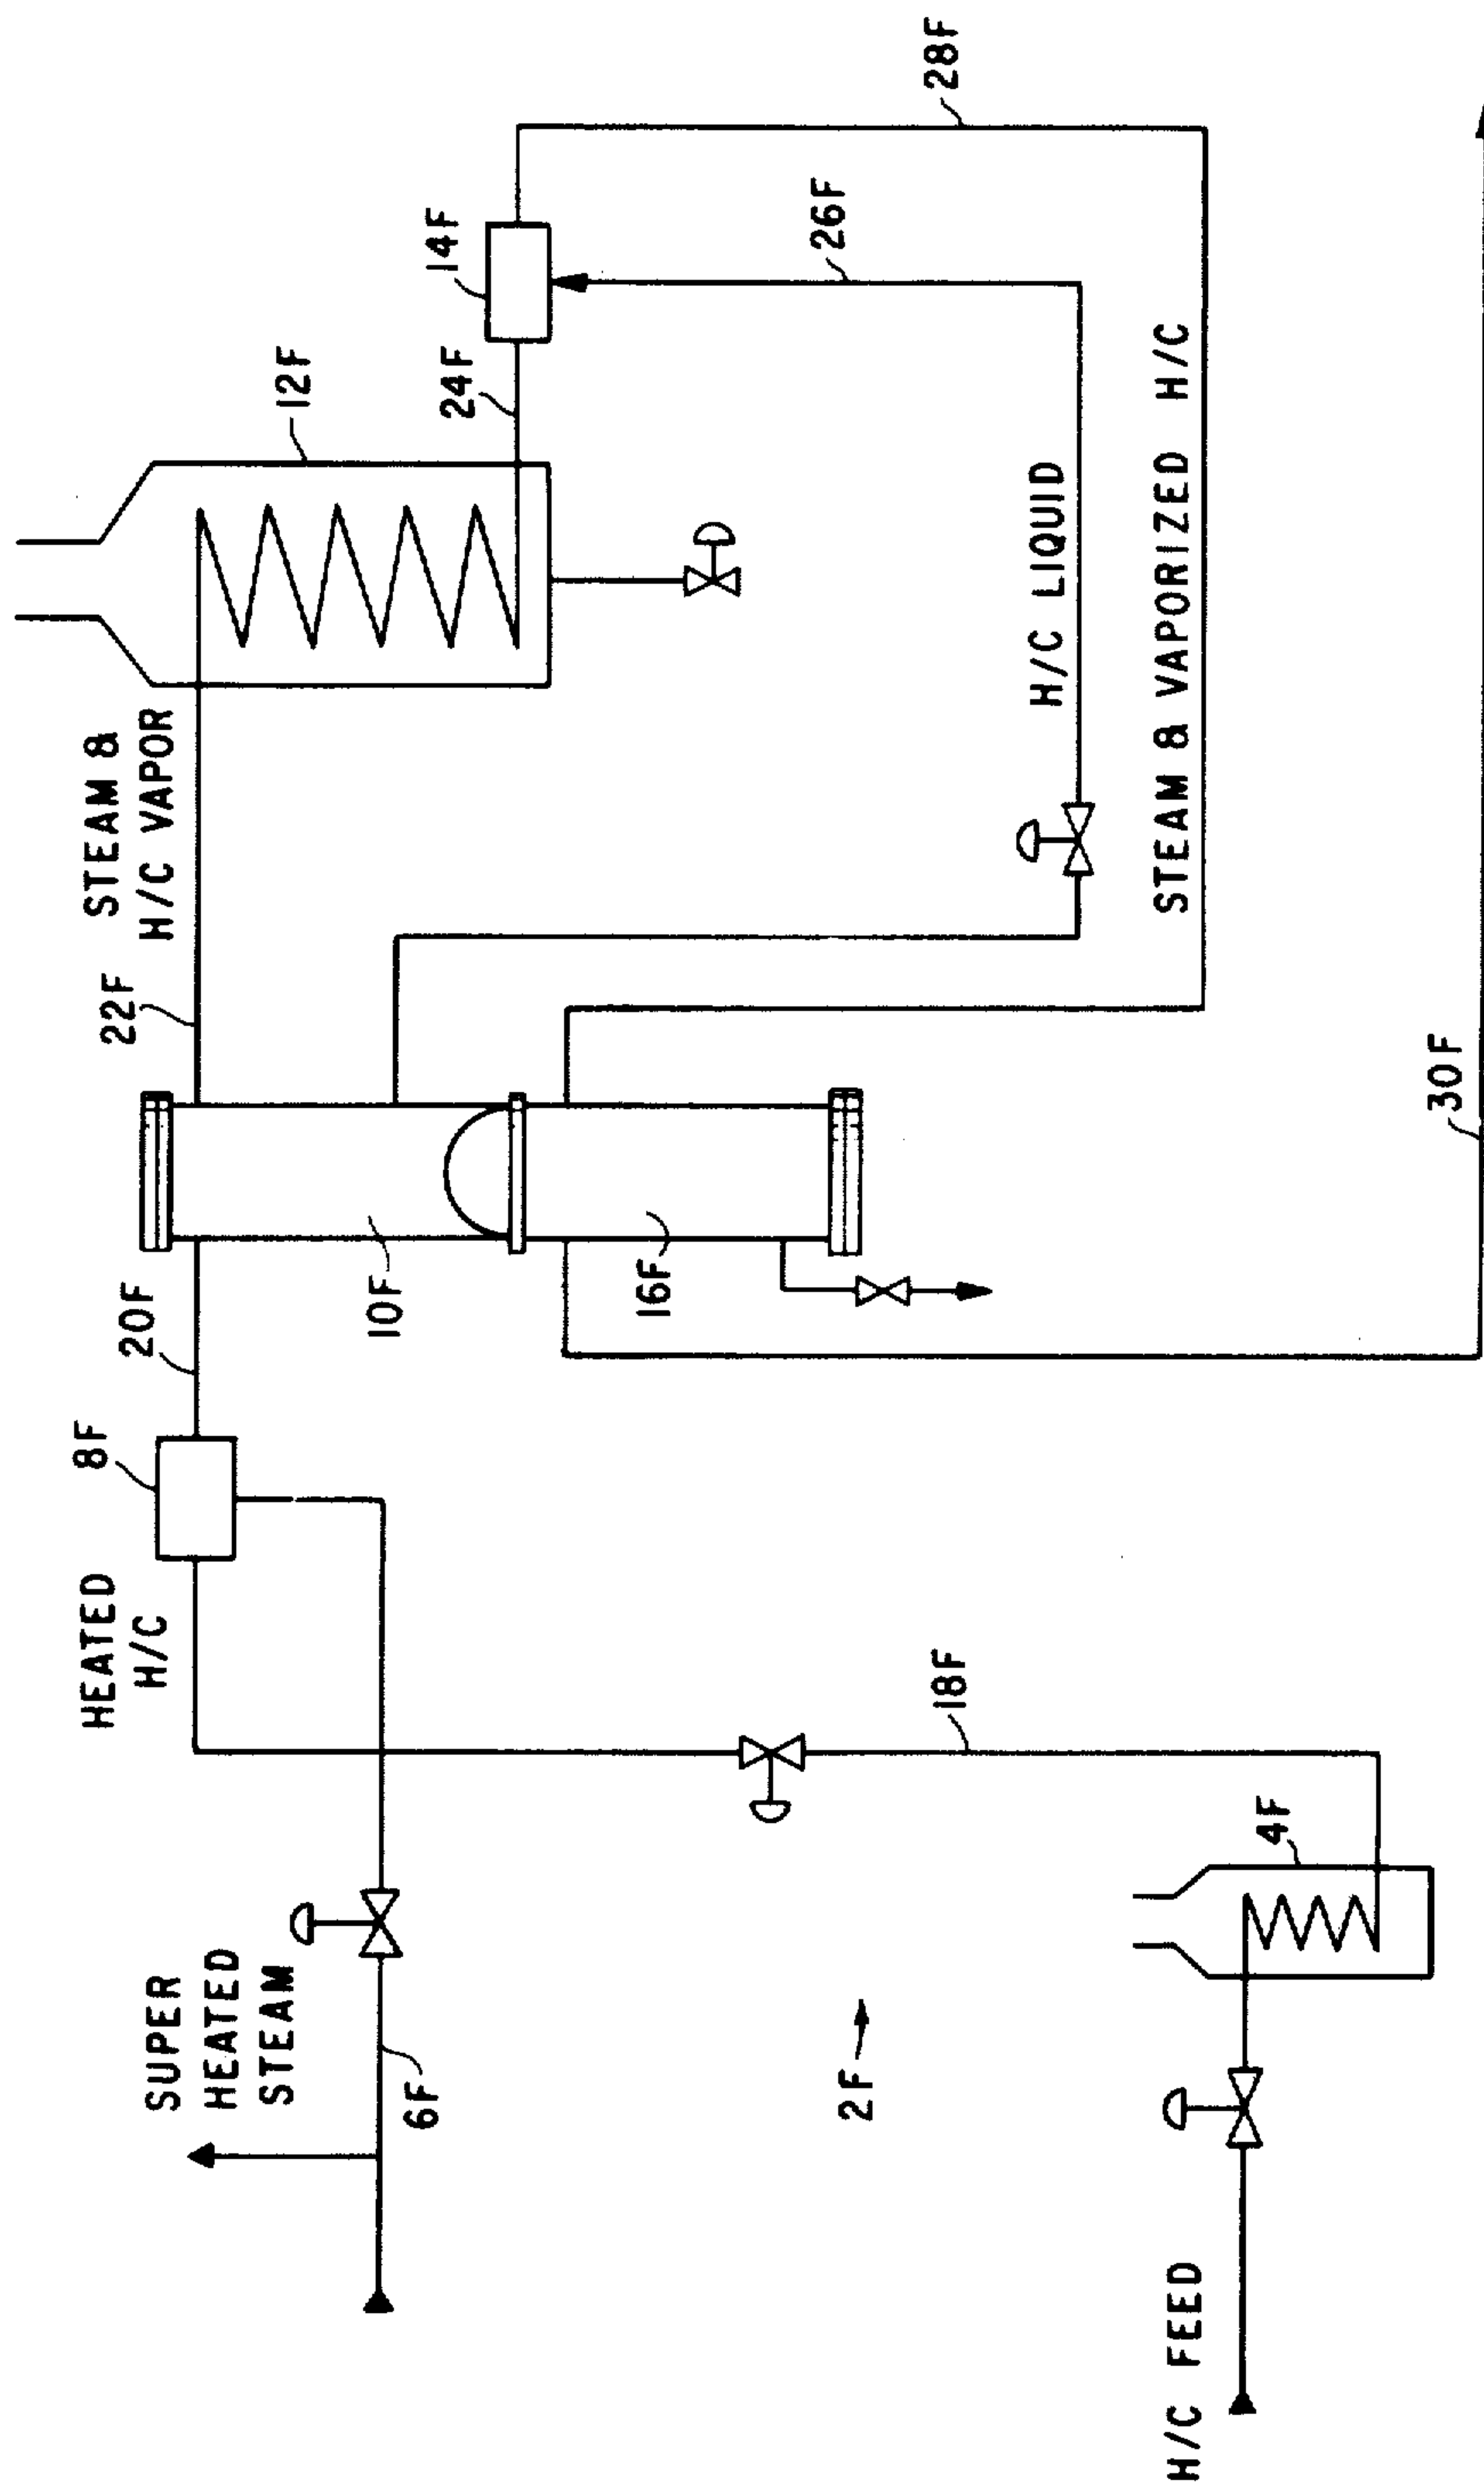 SUPER
HEATED
STEAM
6F
H/C FEED
2F
4F
18F
HEATED
H/C
8F
20F
10F
16F
22F
STEAM &
H/C VAPOR
12F
24F
14F
26F
28F
H/C LIQUID
STEAM & VAPORIZED H/C
30F